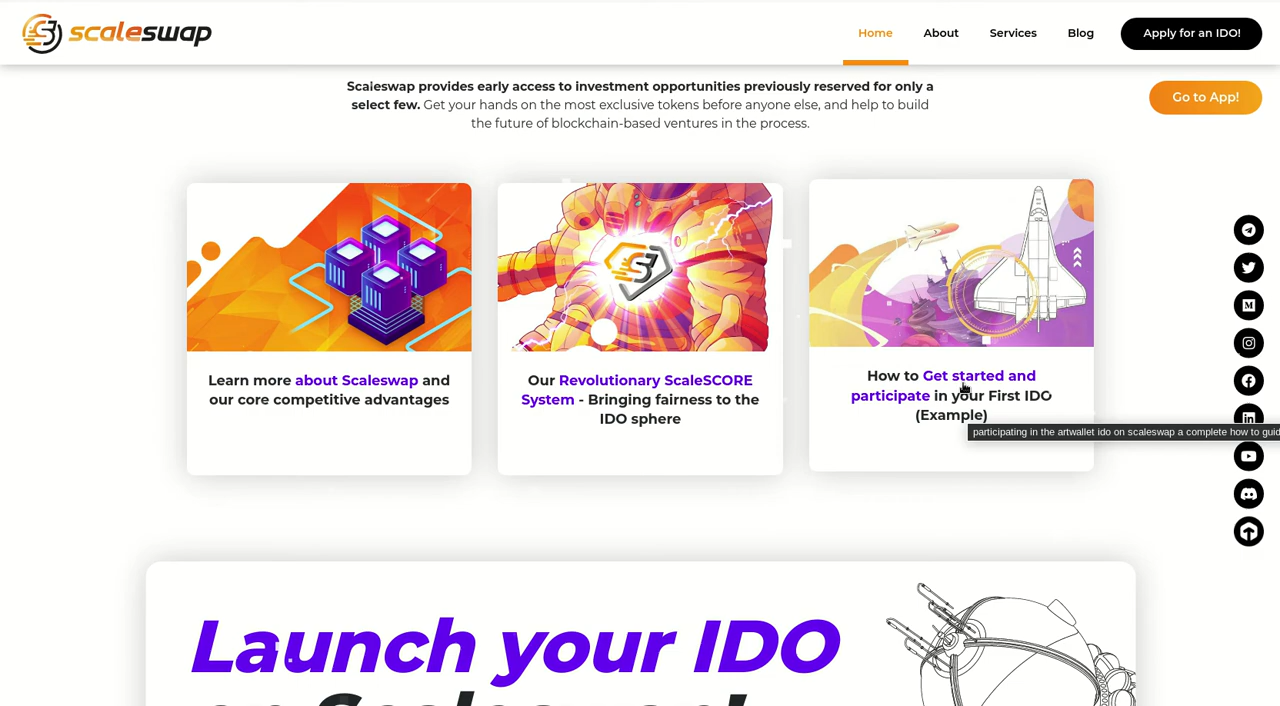 scaleswap
Home
About
Services
Blog
Apply for an IDO!
Scaleswap provides early access to investment opportunities previously reserved for only a
select few. Get your hands on the most exclusive tokens before anyone else, and help to build
the future of blockchain-based ventures in the process.
Go to App!
Learn more about Scaleswap and
our core competitive advantages
Our Revolutionary ScaleSCORE
System - Bringing fairness to the
IDO sphere
How to Get started and
participate in your First IDO
(Example)
participating in the artwallet ido on scaleswap a complete how to guid
Launch your IDO